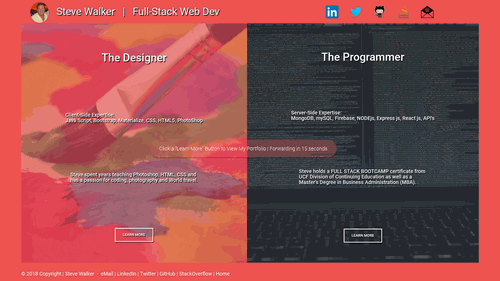 Steve Walker | Full-Stack Web Dev
The Designer
The Programmer
Client-Side Expertise:
Java Script, Bootstrap, Materialize, CSS, HTML5, PhotoShop
Server-Side Expertise:
MongoDB, mySQL, Firebase, NODEjs, Express js, React js, API's
Click a "Learn More" Button to view My Portfolio | Forwarding in 15 seconds
Steve spent years teaching Photoshop, HTML, CSS and
has a passion for coding, photography and World travel.
Steve holds a FULL STACK BOOTCAMP certificate from
UCF Division of Continuing Education as well as a
Master's Degree in Business Administration (MBA).
LEARN MORE
LEARN MORE
© 2018 Copyright | Steve Walker - eMail | LinkedIn | Twitter | GitHub | StackOverflow | Home